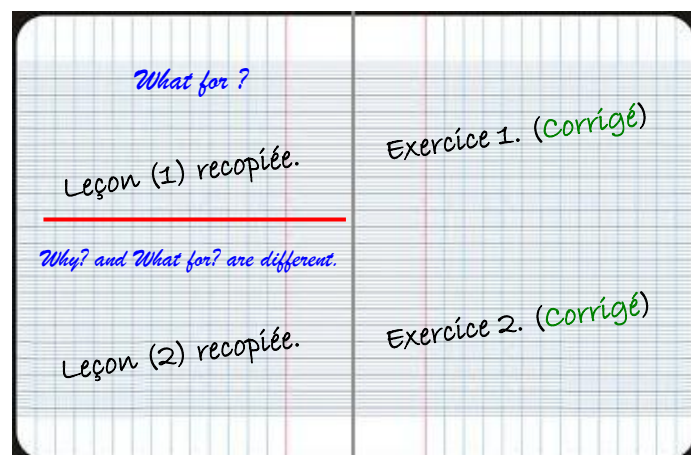 What for ?
Leçon (1) recopiée.
Why? and What for? are different.
Leçon (2) recopiée.
Exercice 1. (Corrigé)
Exercice 2. (Corrigé)